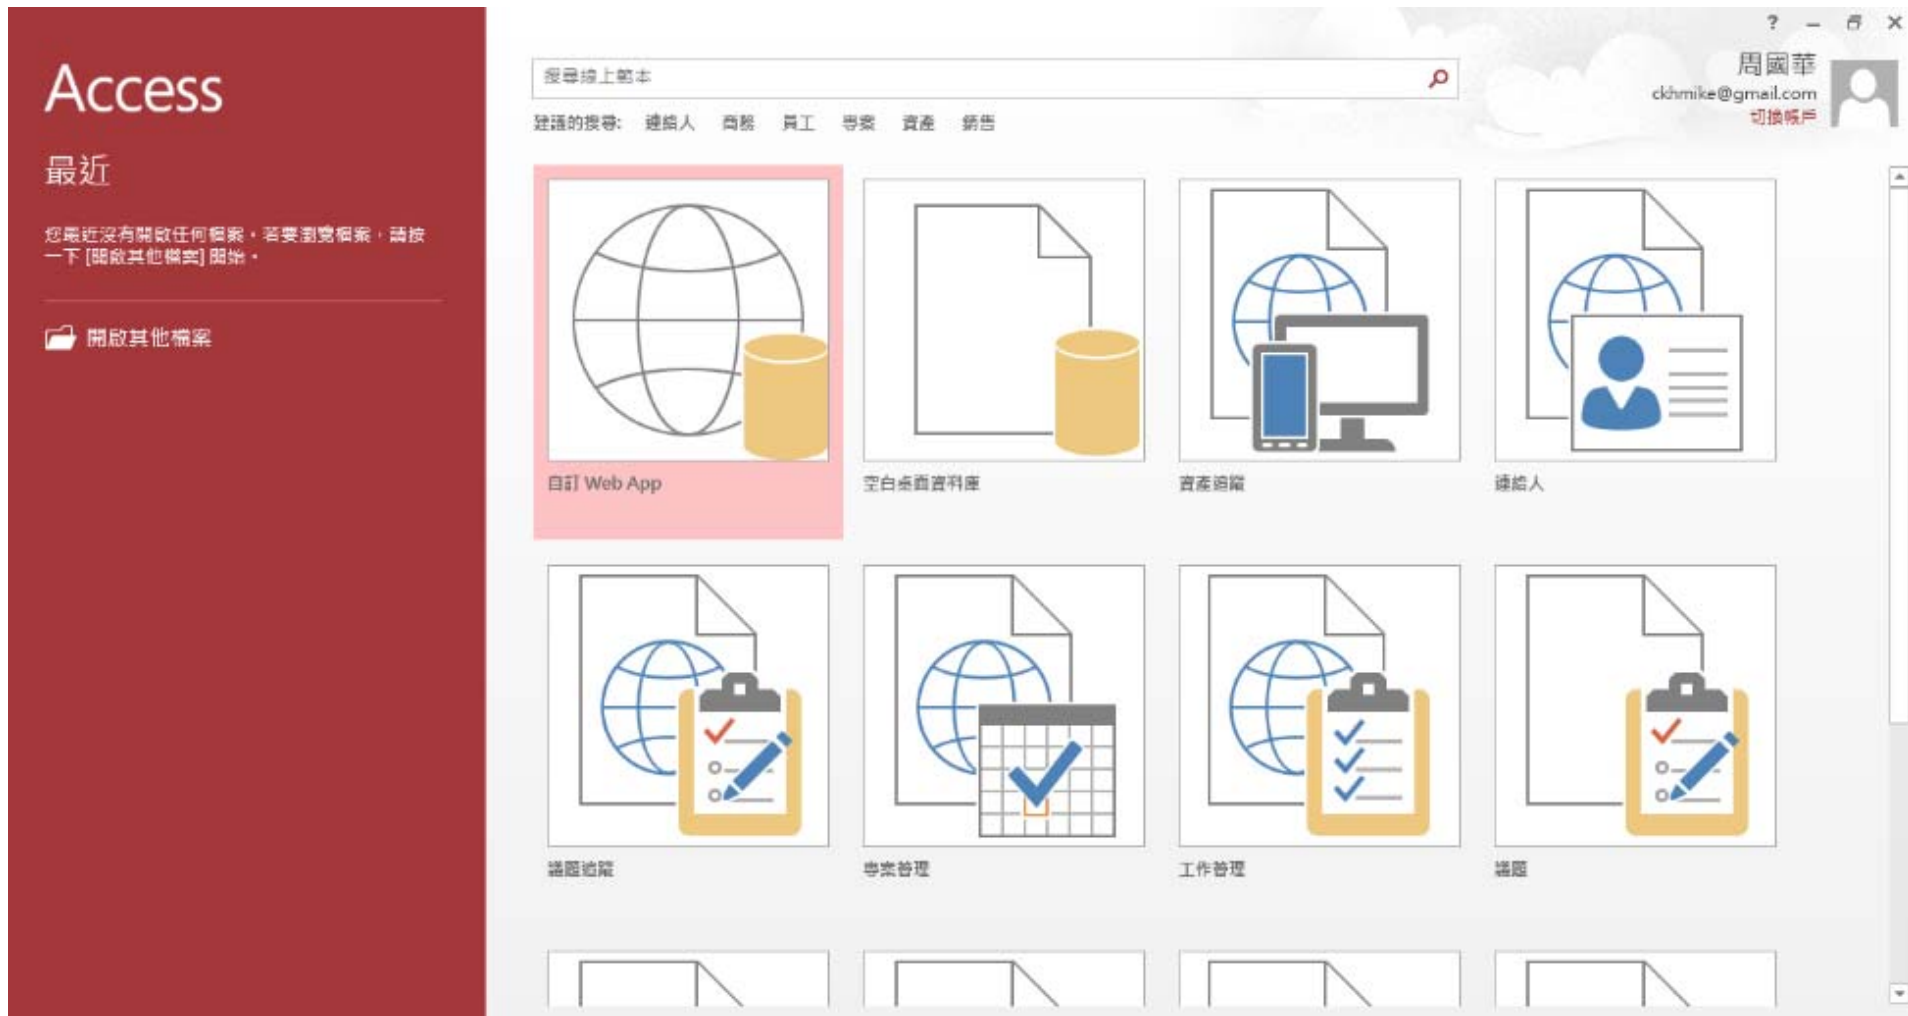 Access
最近
您最近沒有開啟任何檔案。若要瀏覽檔案，請按
一下 [開啟其他檔案] 開始。
開啟其他檔案
?
搜尋線上範本
建議的搜尋: 連絡人 商務 員工 專案 資產 銷售
周國華
ckhmike@gmail.com
切換帳戶
自訂 Web App
空白桌面資料庫
資產追蹤
連絡人
議題追蹤
專案管理
工作管理
議題